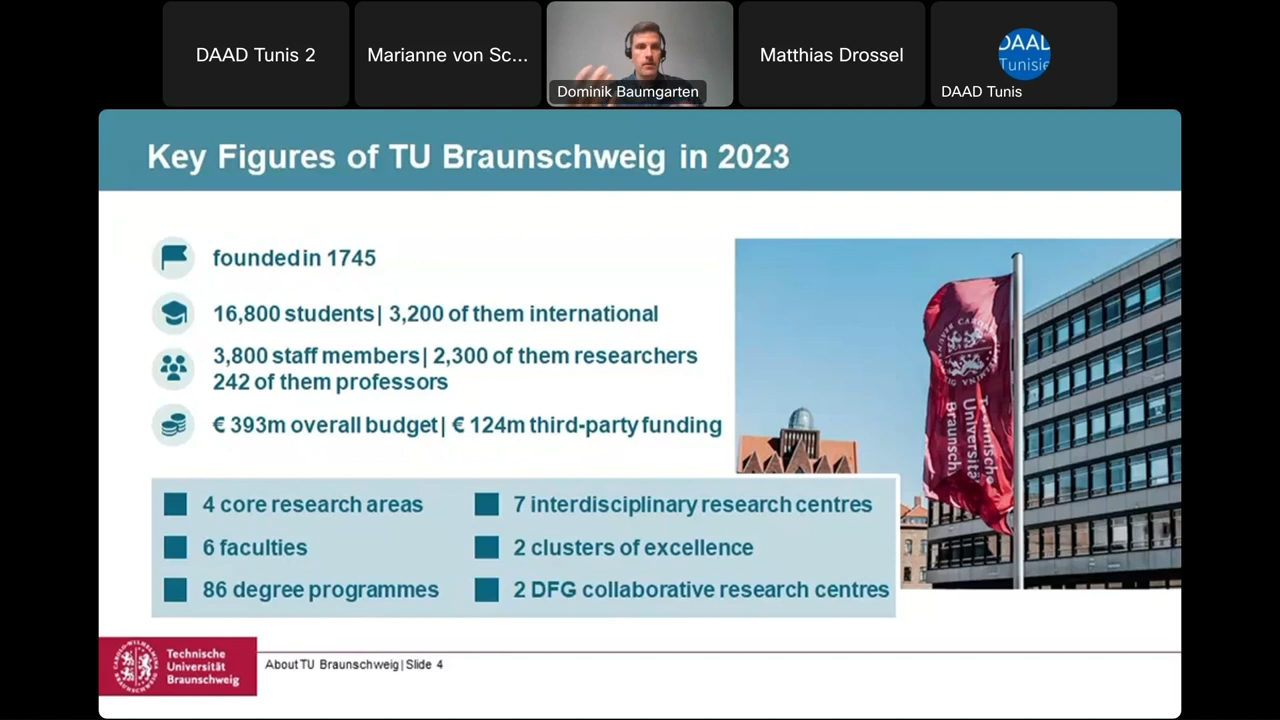 DAAD Tunis 2
Marianne von Sc...
Dominik Baumgarten
Matthias Drossel
DAAD
Tunisie
DAAD Tunis
Key Figures of TU Braunschweig in 2023
founded in 1745
16,800 students | 3,200 of them international
3,800 staff members | 2,300 of them researchers
242 of them professors
€ 393m overall budget | € 124m third-party funding
4 core research areas
6 faculties
86 degree programmes
7 interdisciplinary research centres
2 clusters of excellence
2 DFG collaborative research centres
Technische
Universität
Braunsch
Technische
Universität
Braunschweig
About TU Braunschweig | Slide 4